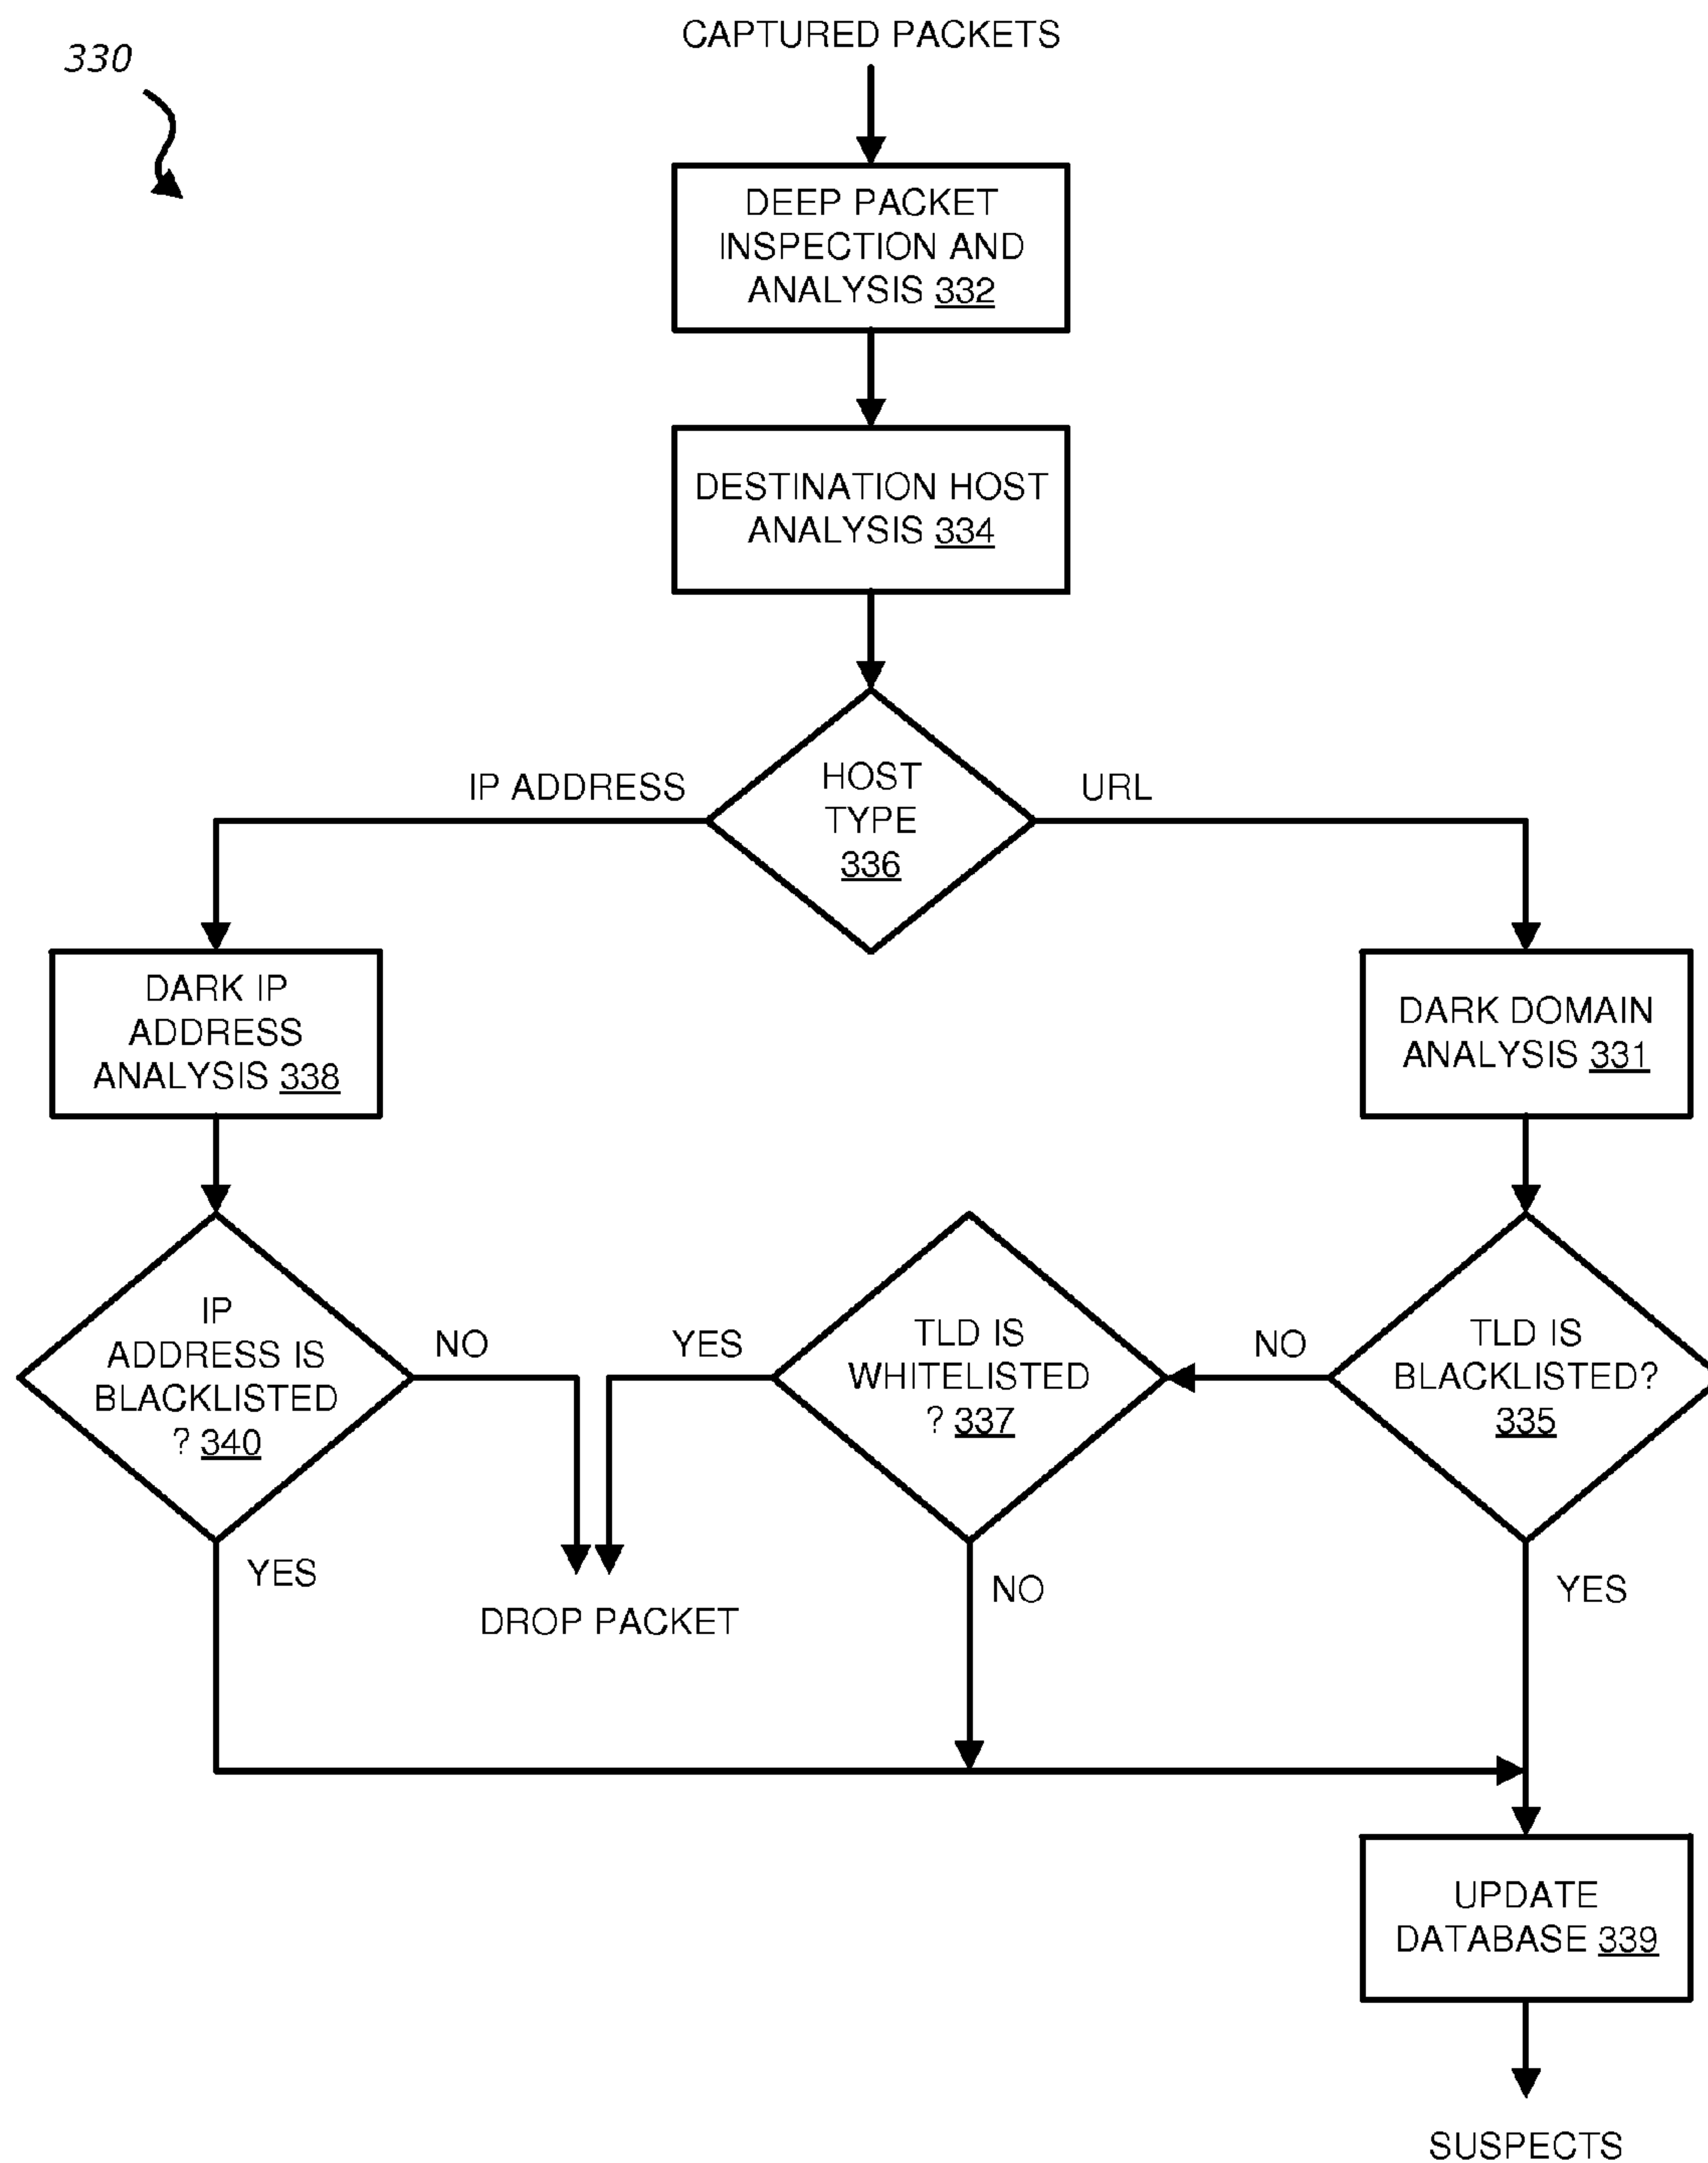 330
CAPTURED PACKETS
DEEP PACKET
INSPECTION AND
ANALYSIS 332
DESTINATION HOST
ANALYSIS 334
IP ADDRESS
HOST
TYPE
336
URL
DARK IP
ADDRESS
ANALYSIS 338
DARK DOMAIN
ANALYSIS 331
IP
ADDRESS IS
BLACKLISTED
? 340
NO
YES
TLD IS
WHITELISTED
? 337
NO
TLD IS
BLACKLISTED?
335
YES
DROP PACKET
NO
YES
UPDATE
DATABASE 339
SUSPECTS